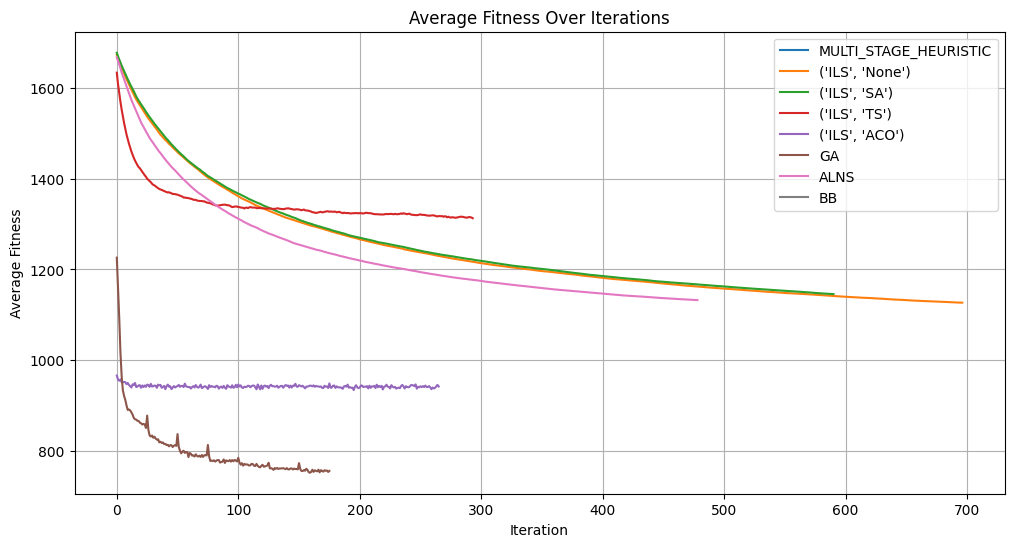 Average Fitness Over Iterations
MULTI_STAGE_HEURISTIC
('ILS', 'None')
('ILS', 'SA')
('ILS', 'TS')
('ILS', 'ACO')
GA
ALNS
BB
Average Fitness
1600
1400
1200
1000
800
0 100 200 300 400 500 600 700
Iteration